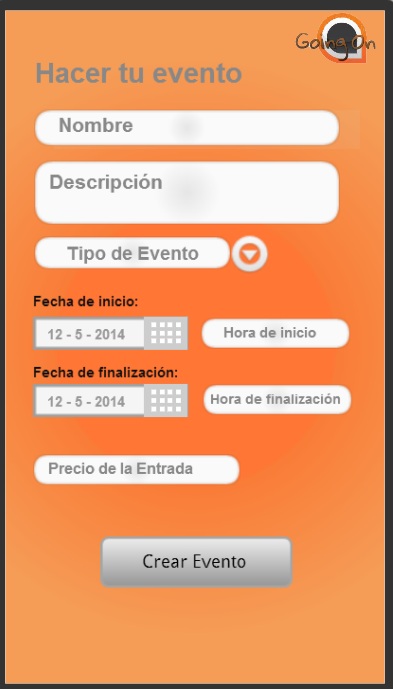 Going On
Hacer tu evento
Nombre
Descripción
Tipo de Evento
Fecha de inicio:
12 - 5 - 2014
Hora de inicio
Fecha de finalización:
12 - 5 - 2014
Hora de finalización
Precio de la Entrada
Crear Evento